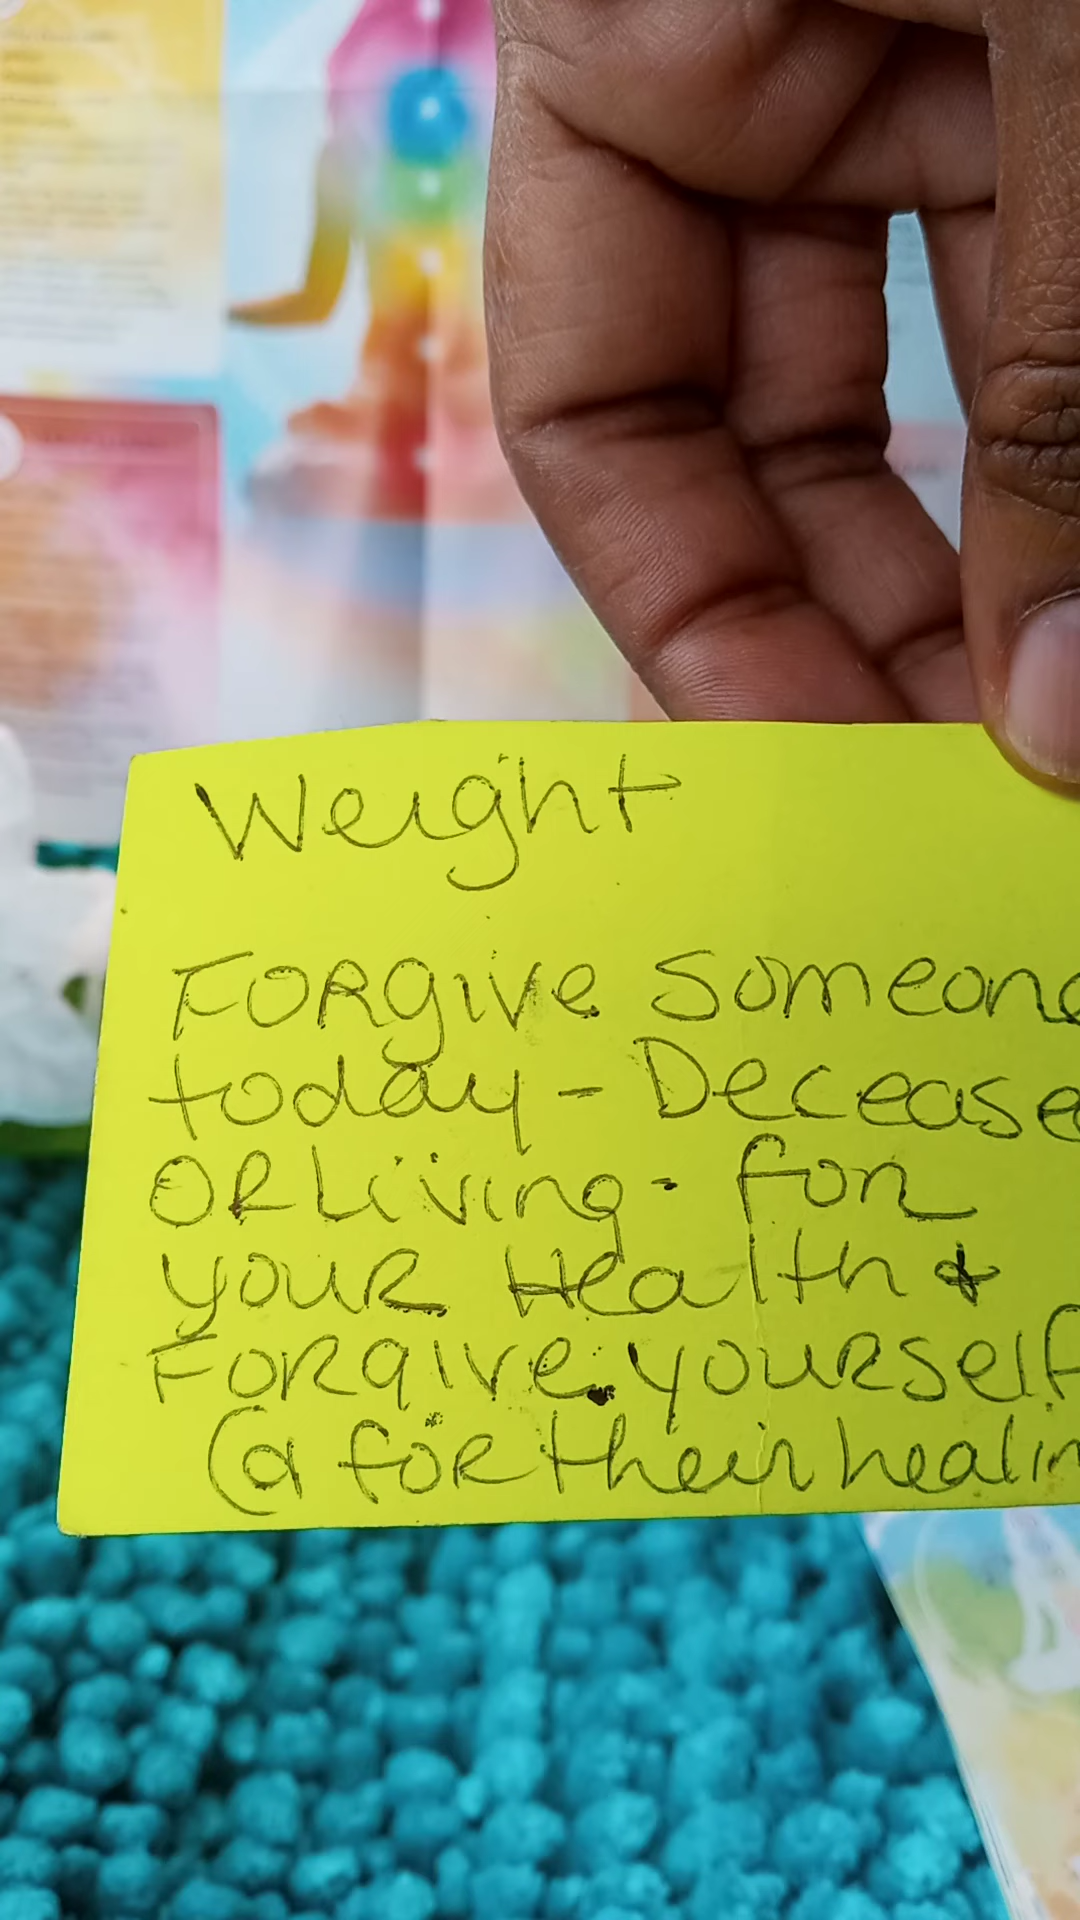 Weight
FORgive Someone
today - Decease
OR Living - for
youR Health &
FORgive yourself
(a foR their healin